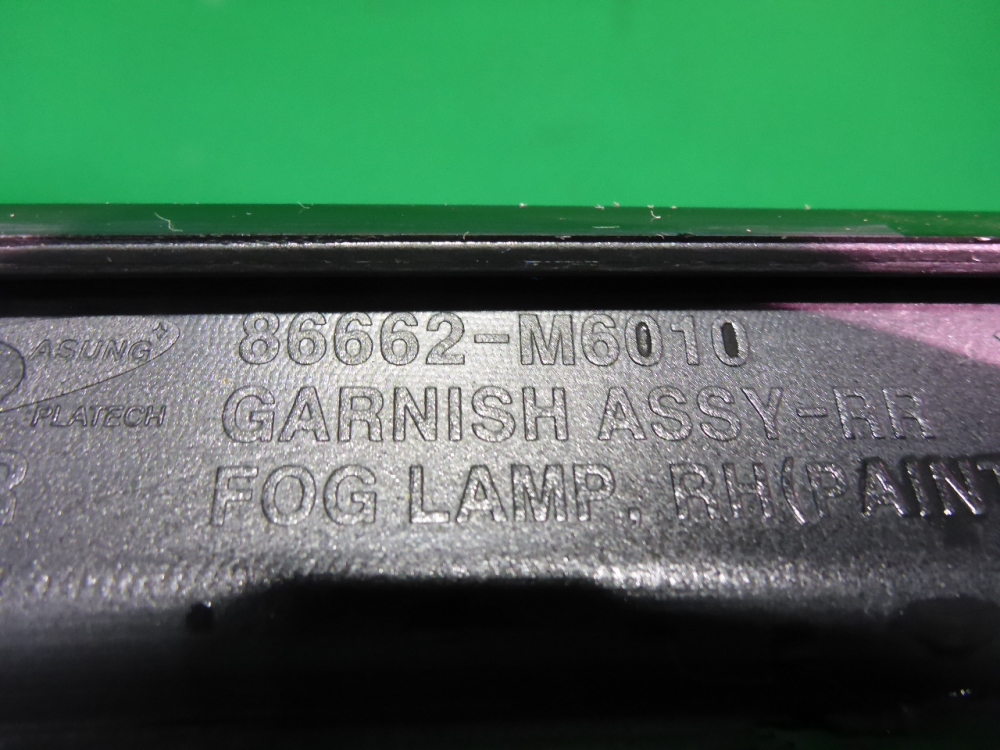 86662-M6010
ASUNG
GARNISH ASSY-RR
PLATECH
FOG LAMP, RH(PAINT